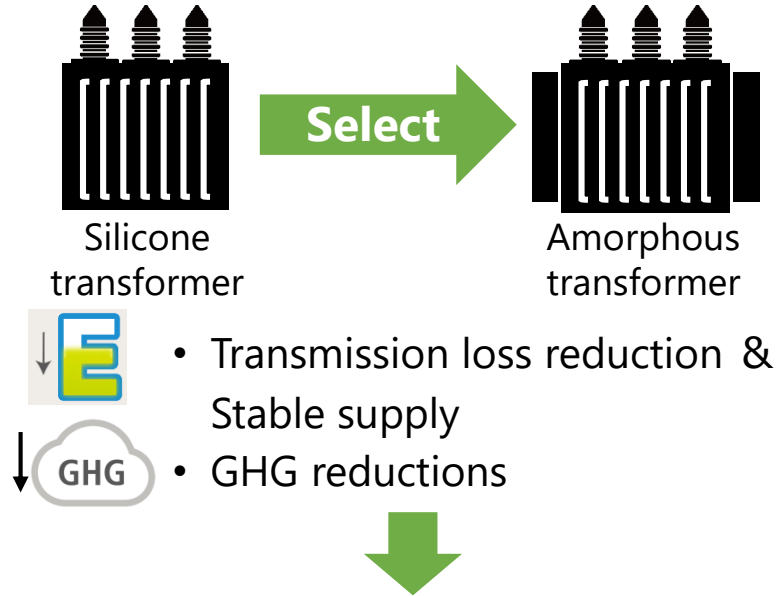 Select
Silicone
transformer
Amorphous
transformer
E
• Transmission loss reduction &
Stable supply
GHG
• GHG reductions